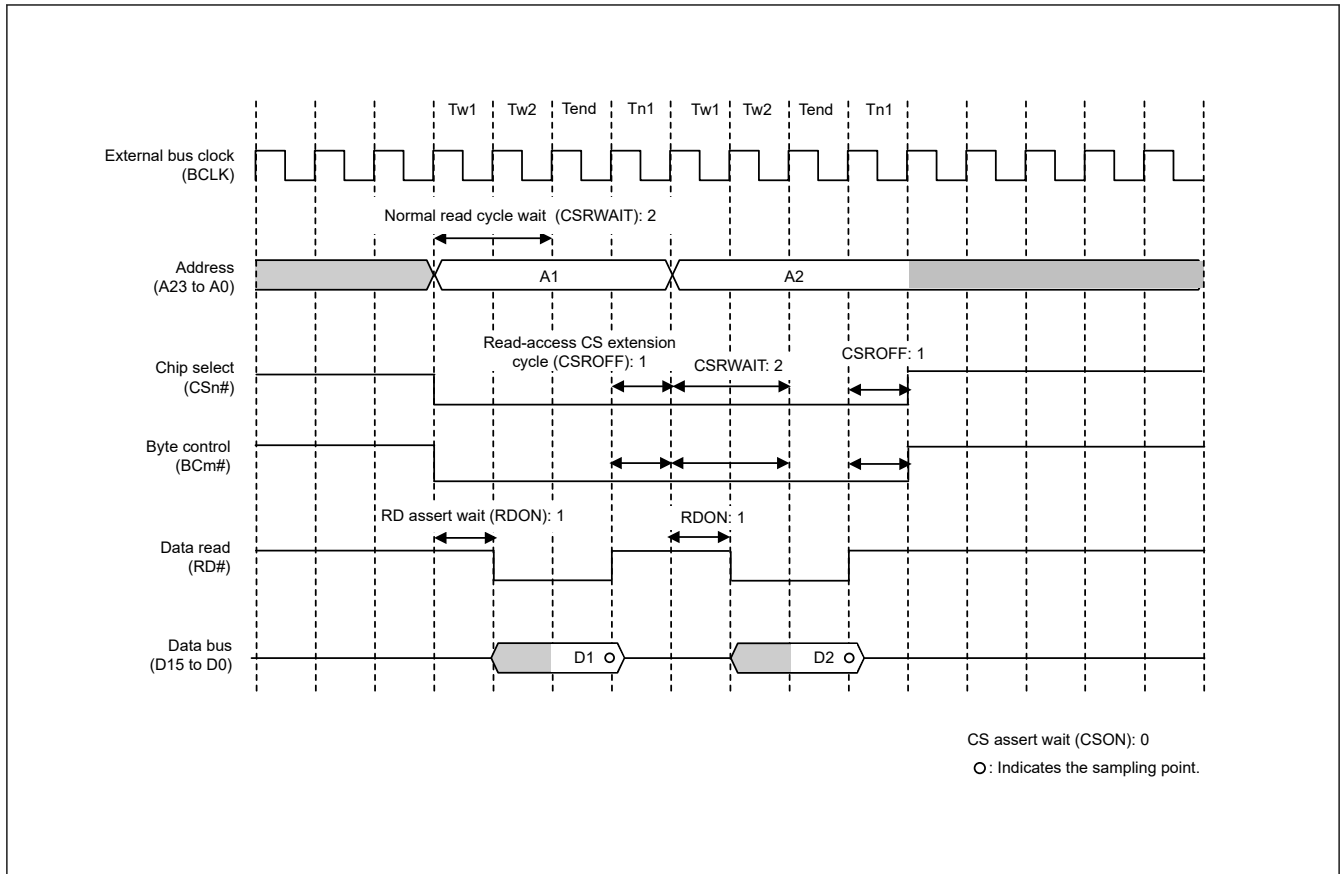 Tw1 Tw2 Tend Tn1 Tw1 Tw2 Tend Tn1
External bus clock
(BCLK)
Normal read cycle wait (CSRWAIT): 2
Address
(A23 to A0)
A1 A2
Read-access CS extension
cycle (CSROFF): 1
CSRWAIT: 2
CSROFF: 1
Chip select
(CSn#)
Byte control
(BCm#)
RD assert wait (RDON): 1
RDON: 1
Data read
(RD#)
Data bus
(D15 to D0)
D1 D2
CS assert wait (CSON): 0
: Indicates the sampling point.